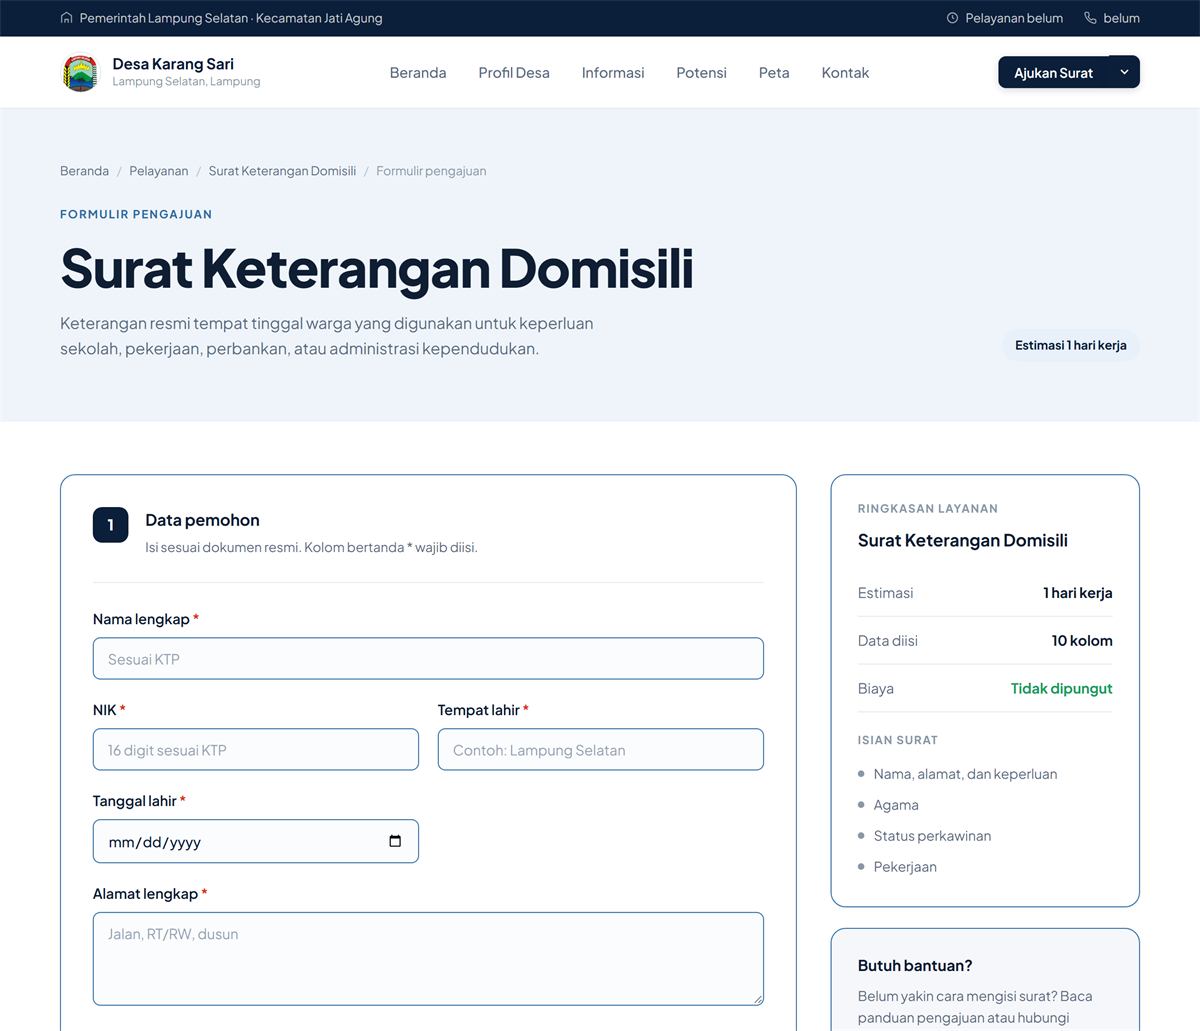 Pemerintah Lampung Selatan · Kecamatan Jati Agung
Pelayanan belum
belum
Desa Karang Sari
Lampung Selatan, Lampung
Beranda
Profil Desa
Informasi
Potensi
Peta
Kontak
Ajukan Surat
Beranda / Pelayanan / Surat Keterangan Domisili / Formulir pengajuan
FORMULIR PENGAJUAN
Surat Keterangan Domisili
Keterangan resmi tempat tinggal warga yang digunakan untuk keperluan
sekolah, pekerjaan, perbankan, atau administrasi kependudukan.
Estimasi 1 hari kerja
1
Data pemohon
Isi sesuai dokumen resmi. Kolom bertanda * wajib diisi.
Nama lengkap *
Sesuai KTP
NIK *
16 digit sesuai KTP
Tempat lahir *
Contoh: Lampung Selatan
Tanggal lahir *
mm/dd/yyyy
Alamat lengkap *
Jalan, RT/RW, dusun
RINGKASAN LAYANAN
Surat Keterangan Domisili
Estimasi 1 hari kerja
Data diisi 10 kolom
Biaya Tidak dipungut
ISIAN SURAT
Nama, alamat, dan keperluan
Agama
Status perkawinan
Pekerjaan
Butuh bantuan?
Belum yakin cara mengisi surat? Baca
panduan pengajuan atau hubungi